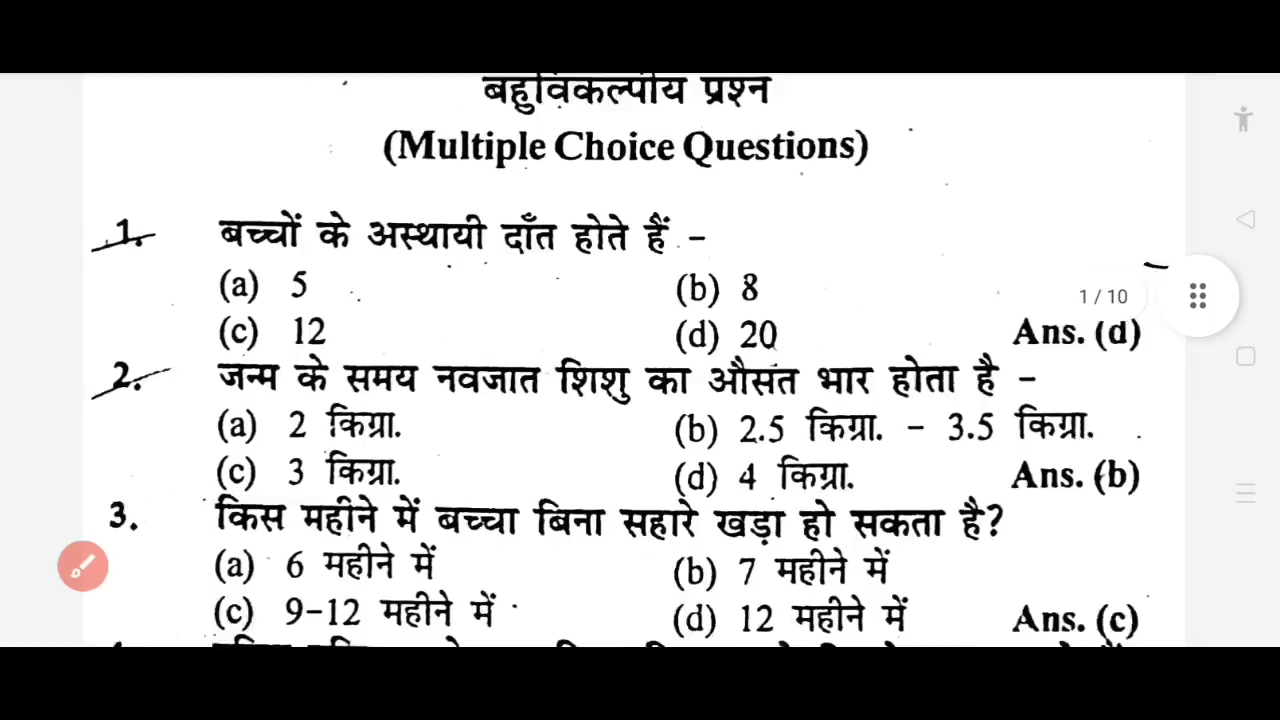 बहुविकल्पीय प्रश्न
(Multiple Choice Questions)
1. बच्चों के अस्थायी दाँत होते हैं -
(a) 5 (b) 8
1 / 10
(c) 12 (d) 20 Ans. (d)
2. जन्म के समय नवजात शिशु का औसत भार होता है -
(a) 2 किग्रा. (b) 2.5 किग्रा. - 3.5 किग्रा.
(c) 3 किग्रा. (d) 4 किग्रा. Ans. (b)
3. किस महीने में बच्चा बिना सहारे खड़ा हो सकता है?
(a) 6 महीने में (b) 7 महीने में
(c) 9-12 महीने में (d) 12 महीने में Ans. (c)